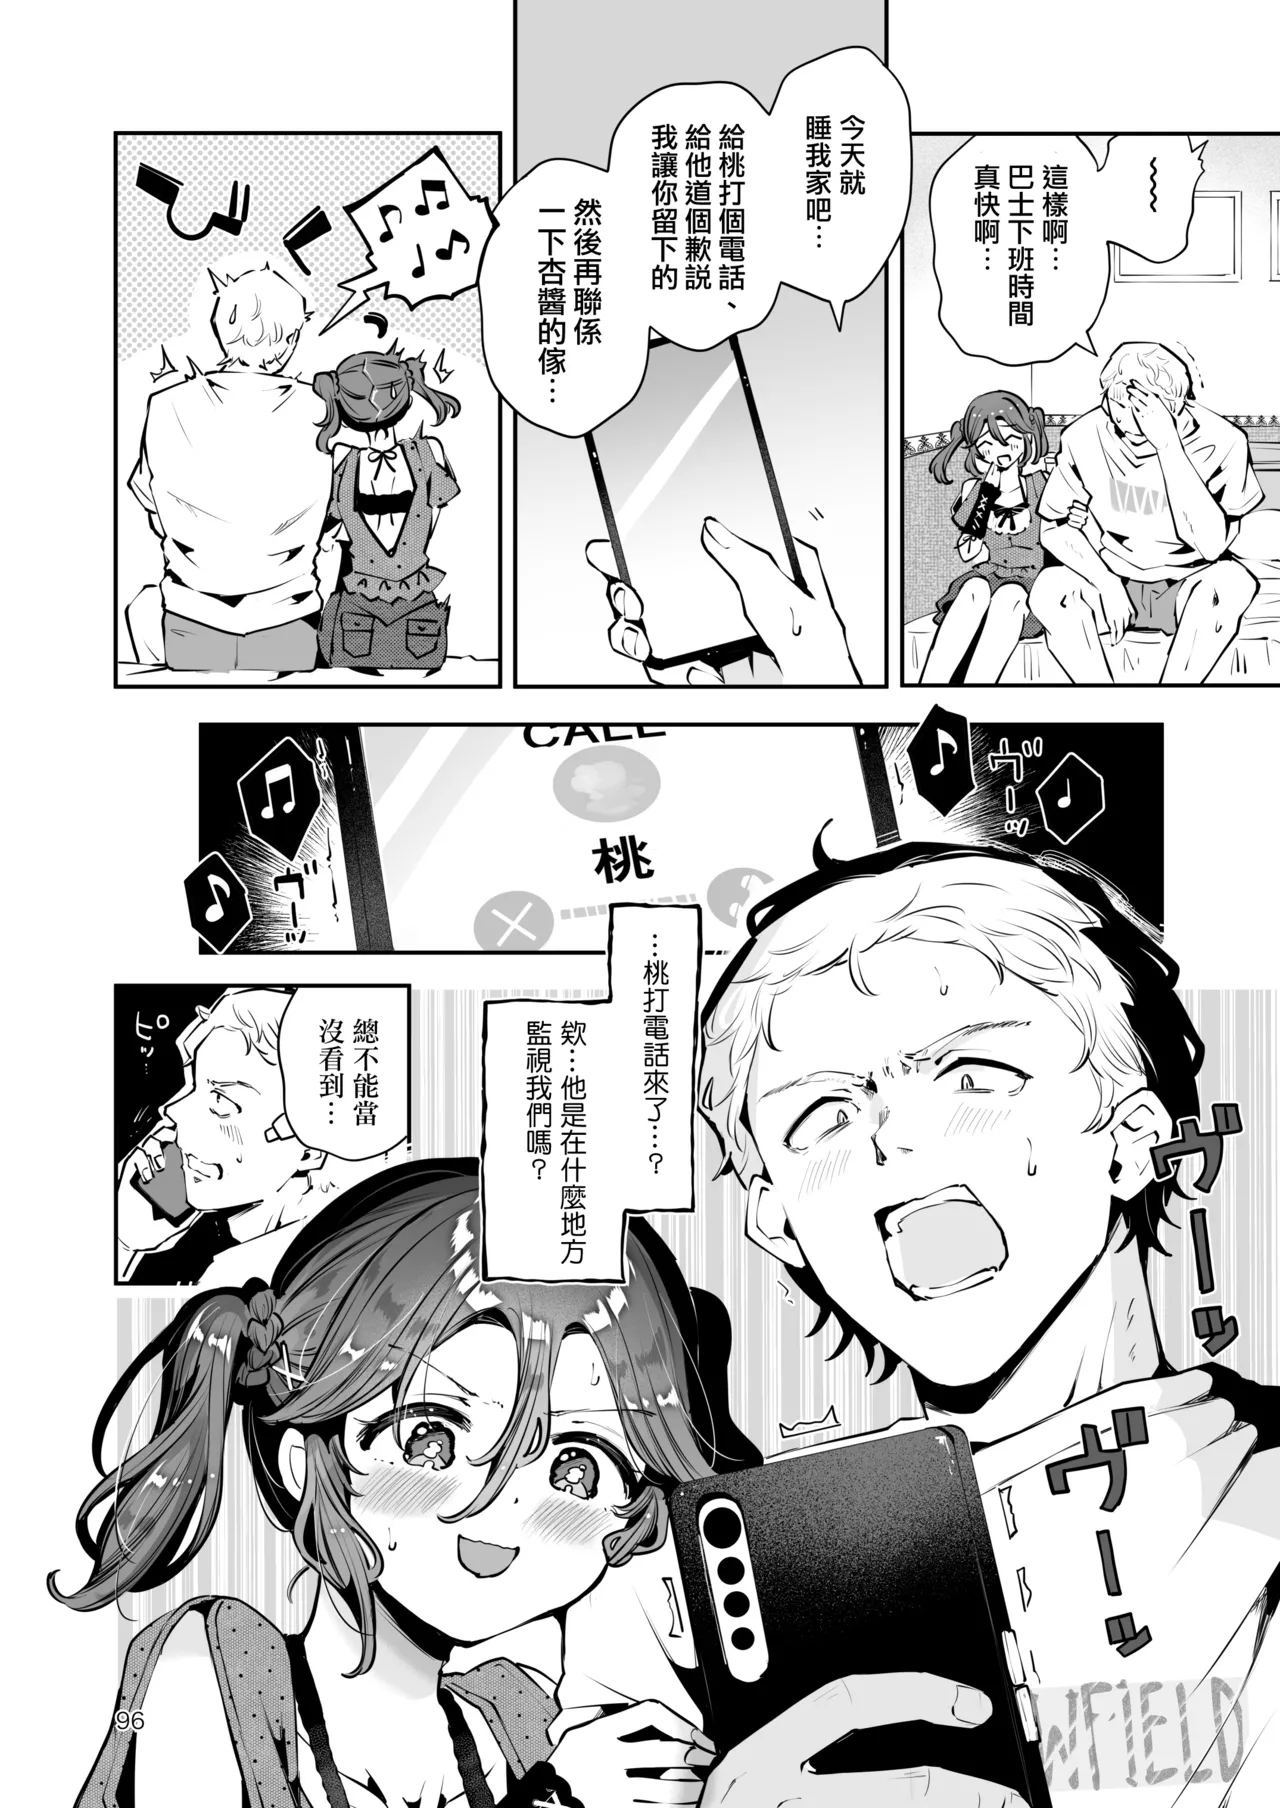 這樣啊…
巴士下班時間
真快啊…
今天就
睡我家吧…
給桃打個電話、
給他道個歉說
我讓你留下的
然後再聯係
一下杏醬的傢…
CALL
桃
ヴーッ
ヴーッ
…桃打電話來了…？
欸…他是在什麼地方
監視我們嗎？
ヴーッ
ヴーッ
總不能當
沒看到…
ピッ…
WFIELD
96